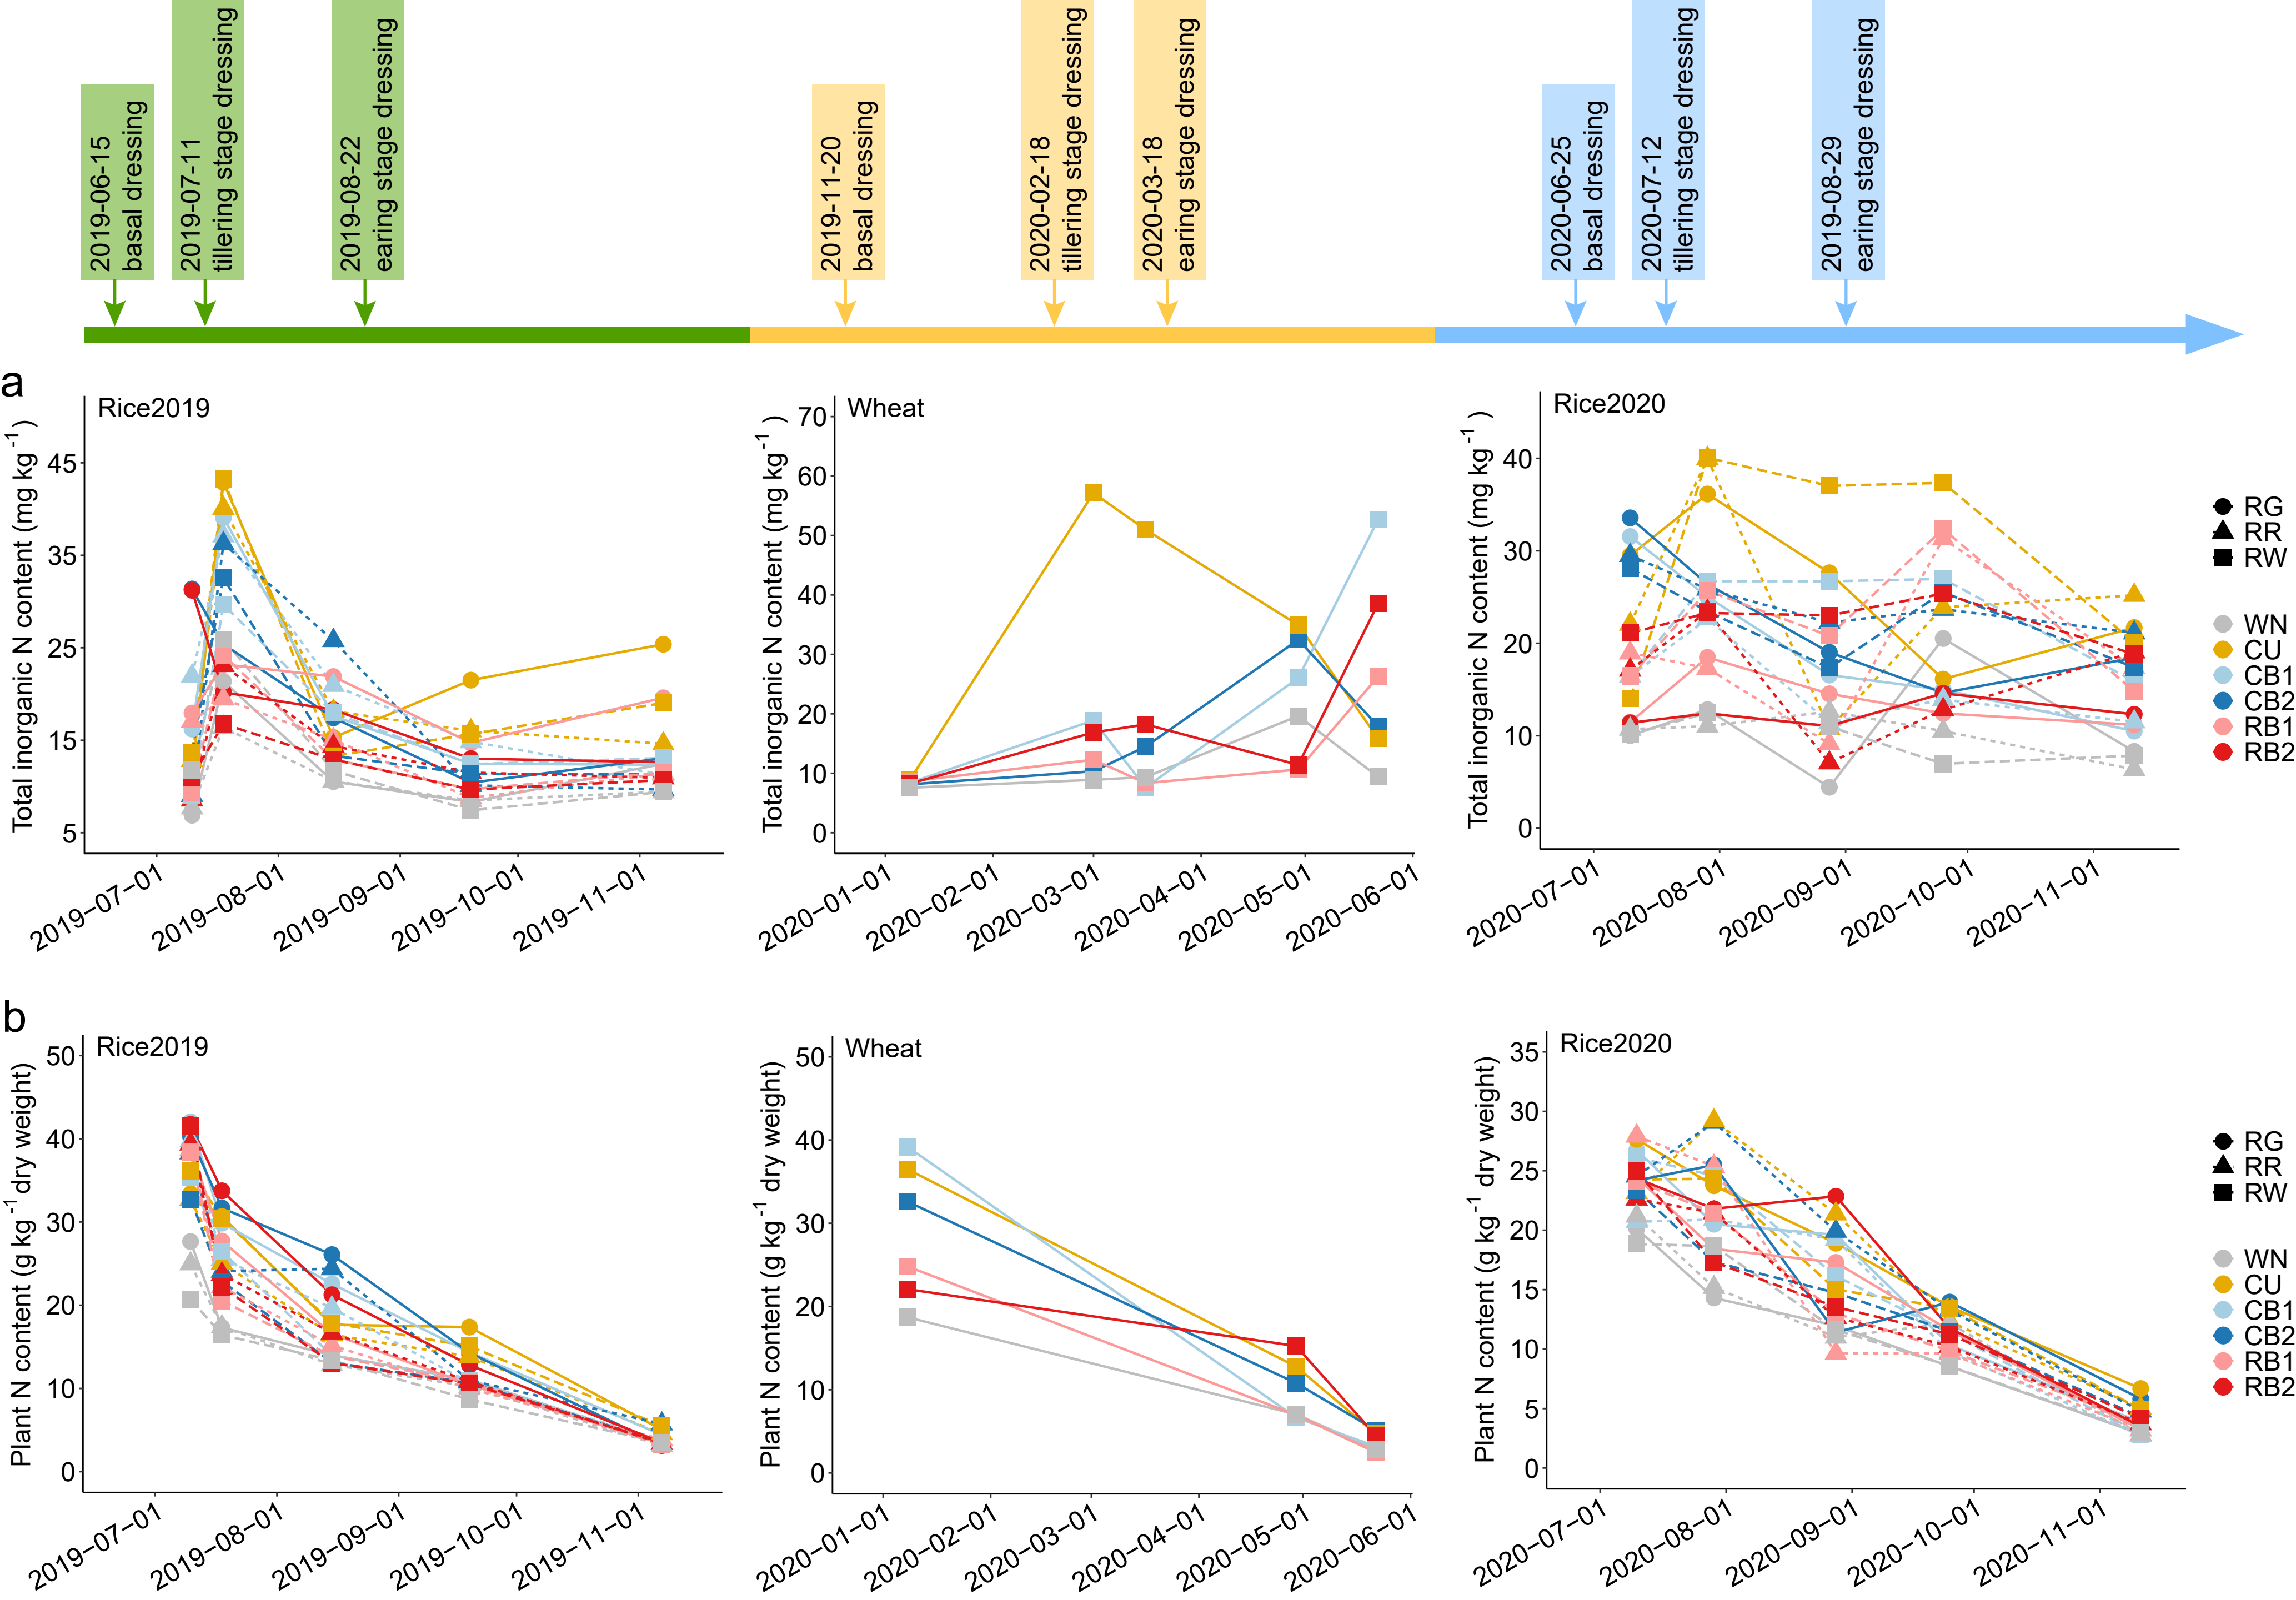 2019-06-15
basal dressing
2019-07-11
tillering stage dressing
2019-08-22
earing stage dressing
2019-11-20
basal dressing
2020-02-18
tillering stage dressing
2020-03-18
earing stage dressing
2020-06-25
basal dressing
2020-07-12
tillering stage dressing
2019-08-29
earing stage dressing
a
Rice2019
Total inorganic N content (mg kg⁻¹)
45
35
25
15
5
2019−07−01
2019−08−01
2019−09−01
2019−10−01
2019−11−01
Wheat
Total inorganic N content (mg kg⁻¹ )
70
60
50
40
30
20
10
0
2020−01−01
2020−02−01
2020−03−01
2020−04−01
2020−05−01
2020−06−01
Rice2020
Total inorganic N content (mg kg⁻¹ )
40
30
20
10
0
2020−07−01
2020−08−01
2020−09−01
2020−10−01
2020−11−01
RG
RR
RW
WN
CU
CB1
CB2
RB1
RB2
b
Rice2019
Plant N content (g kg⁻¹ dry weight)
50
40
30
20
10
0
2019−07−01
2019−08−01
2019−09−01
2019−10−01
2019−11−01
Wheat
Plant N content (g kg⁻¹ dry weight)
50
40
30
20
10
0
2020−01−01
2020−02−01
2020−03−01
2020−04−01
2020−05−01
2020−06−01
Rice2020
Plant N content (g kg⁻¹ dry weight)
35
30
25
20
15
10
5
0
2020−07−01
2020−08−01
2020−09−01
2020−10−01
2020−11−01
RG
RR
RW
WN
CU
CB1
CB2
RB1
RB2